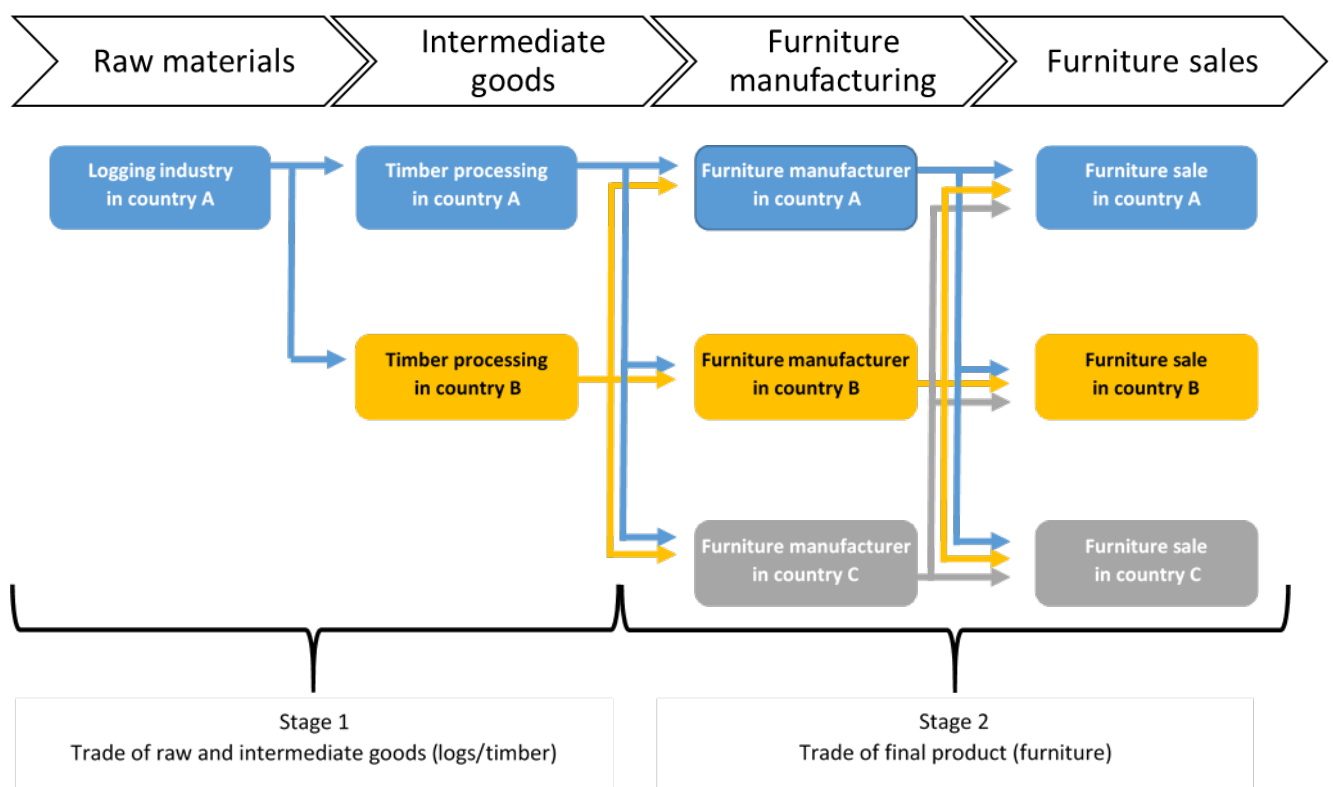 Raw materials
Intermediate
goods
Furniture
manufacturing
Furniture sales
Logging industry
in country A
Timber processing
in country A
Furniture manufacturer
in country A
Furniture sale
in country A
Timber processing
in country B
Furniture manufacturer
in country B
Furniture sale
in country B
Furniture manufacturer
in country C
Furniture sale
in country C
Stage 1
Trade of raw and intermediate goods (logs/timber)
Stage 2
Trade of final product (furniture)